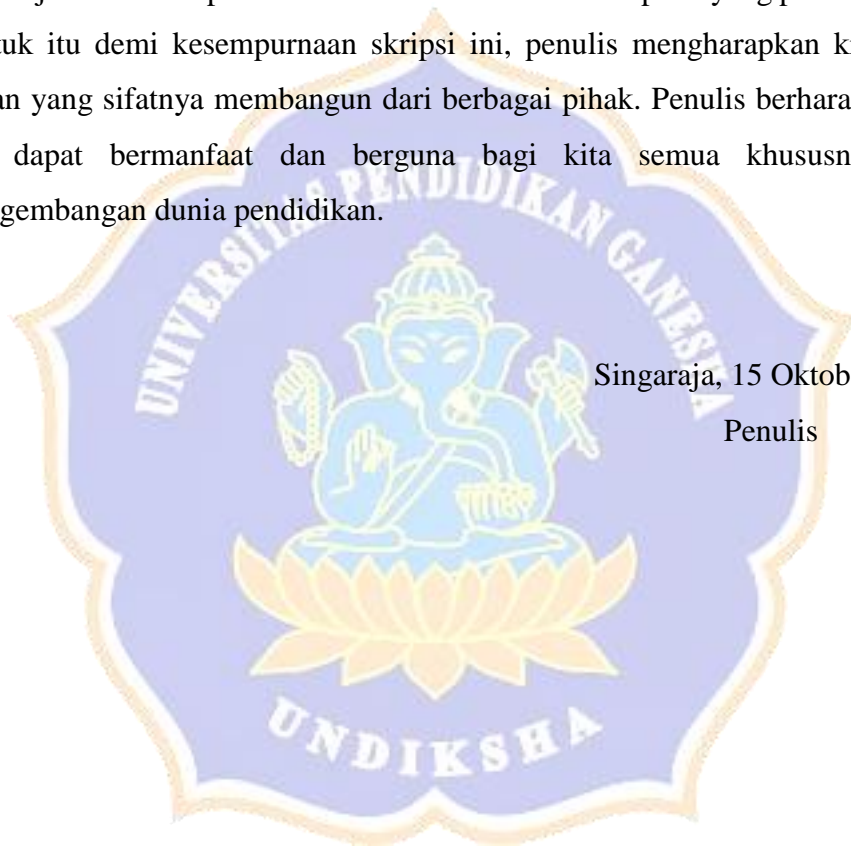 tuk itu demi kesempurnaan skripsi ini, penulis mengharapkan k
an yang sifatnya membangun dari berbagai pihak. Penulis berhara
dapat bermanfaat dan berguna bagi kita semua khususn
gembangan dunia pendidikan.
UNIVERSITAS PENDIDIKAN GANESHA
Singaraja, 15 Oktob
Penulis
UNDIKSHA